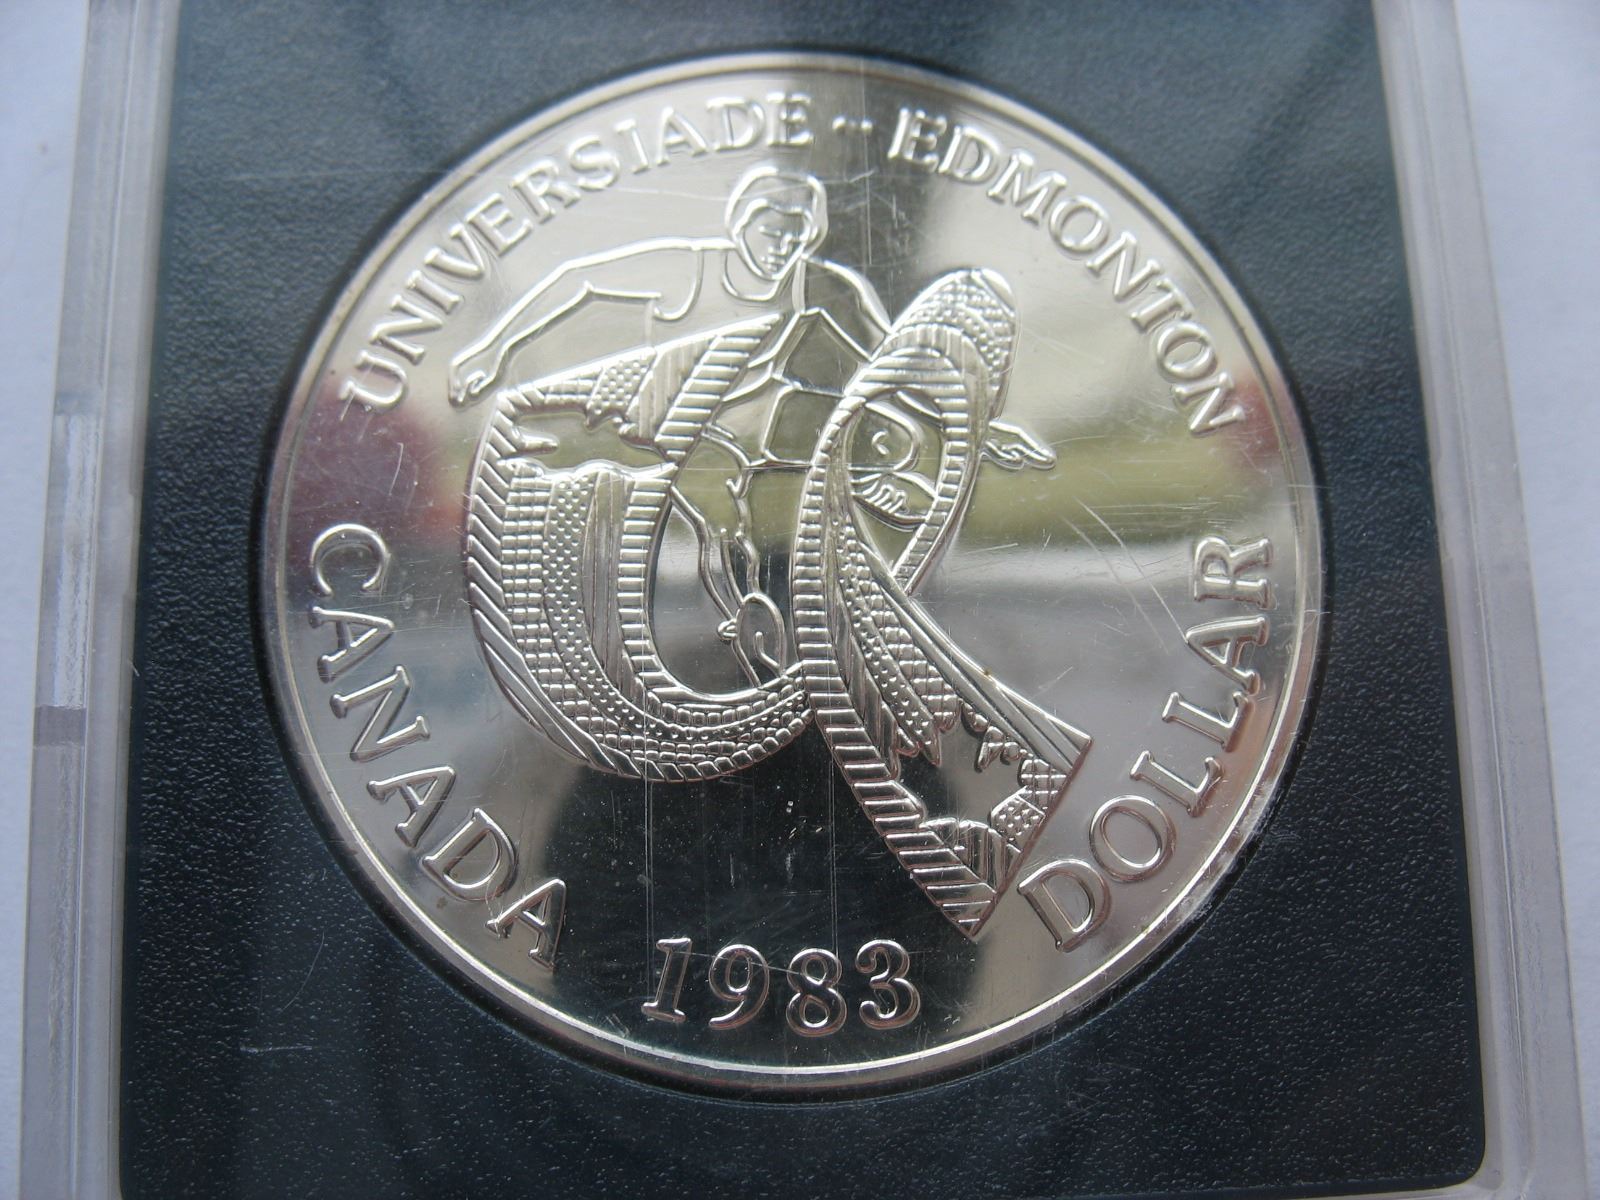 UNIVERSIADE - EDMONTON
CANADA
1983
DOLLAR